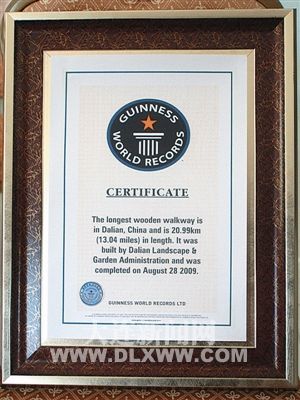 GUINNESS
WORLD RECORDS
CERTIFICATE
The longest wooden walkway is
in Dalian, China and is 20.99km
(13.04 miles) in length. It was
built by Dalian Landscape &
Garden Administration and was
completed on August 28 2009.
GUINNESS WORLD RECORDS LTD
WWW.DLXWW.COM